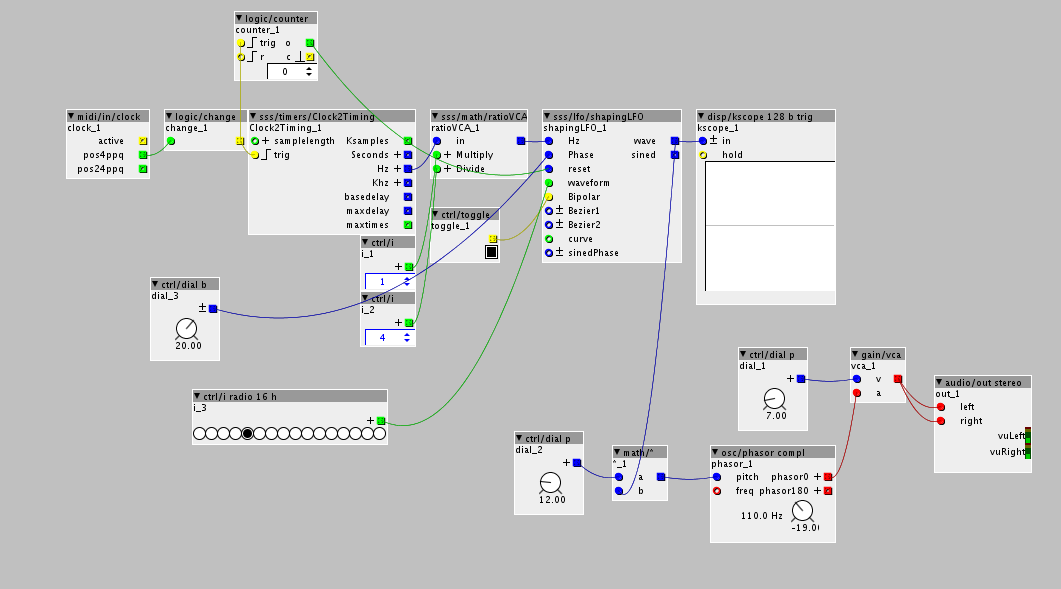 logic/counter
counter_1
trig o
r c
0
midi/in/clock
clock_1
active
pos4ppq
pos24ppq
logic/change
change_1
sss/timers/Clock2Timing
Clock2Timing_1
+ samplelength Ksamples
trig Seconds +
Hz +
Khz +
basedelay
maxdelay
maxtimes
sss/math/ratioVCA
ratioVCA_1
in
+ Multiply
+ Divide
sss/lfo/shapingLFO
shapingLFO_1
Hz wave
Phase sined
reset
waveform
Bipolar
± Bezier1
± Bezier2
curve
± sinedPhase
disp/kscope 128 b trig
kscope_1
± in
hold
ctrl/toggle
toggle_1
ctrl/i
i_1
+
1
ctrl/i
i_2
+
4
ctrl/dial b
dial_3
±
20.00
ctrl/i radio 16 h
i_3
+
ctrl/dial p
dial_1
+
7.00
gain/vca
vca_1
v
a
audio/out stereo
out_1
left
right
vuLeft
vuRight
ctrl/dial p
dial_2
+
12.00
math/*
*_1
a
b
osc/phasor compl
phasor_1
pitch phasor0 +
freq phasor180 +
110.0 Hz
-19.0